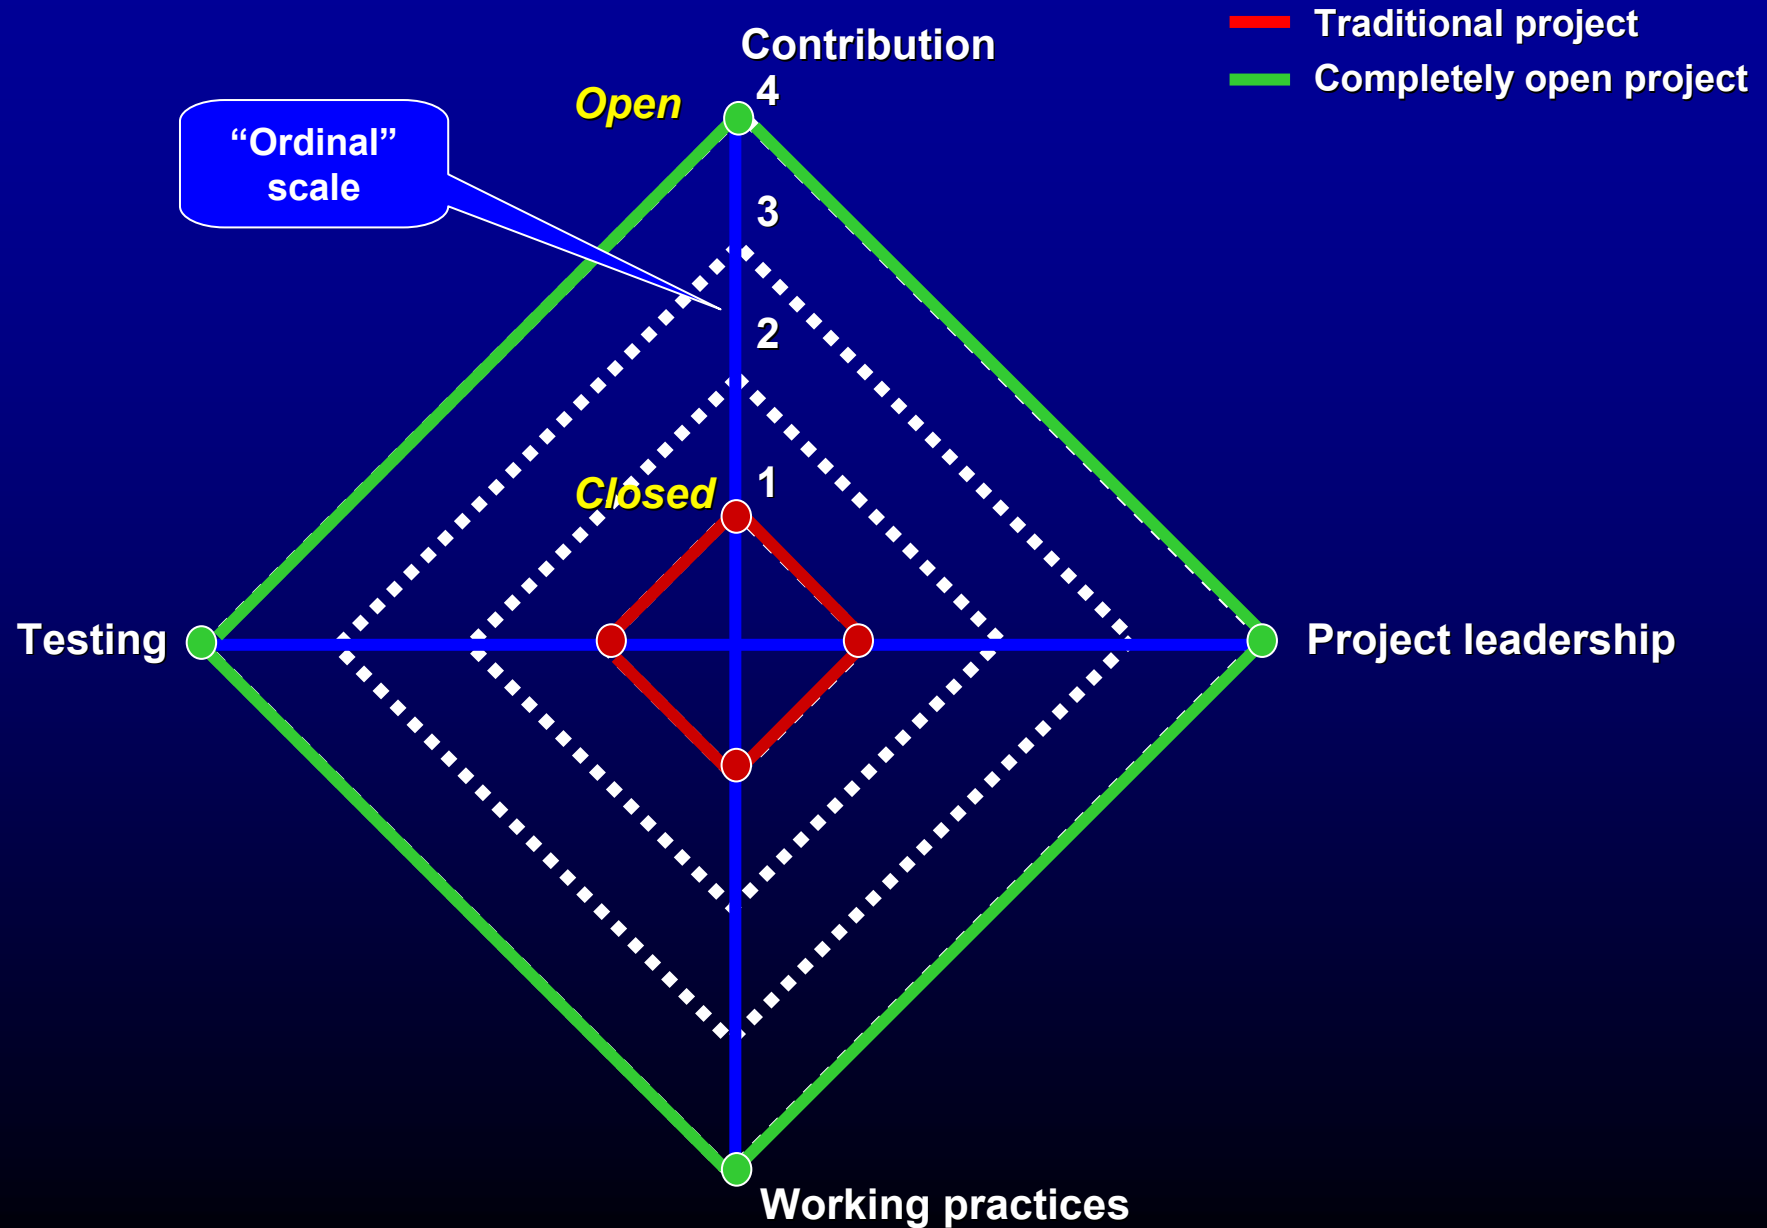 Traditional project
Completely open project
Contribution
4
Open
“Ordinal”
scale
3
2
1
Closed
Testing
Project leadership
Working practices